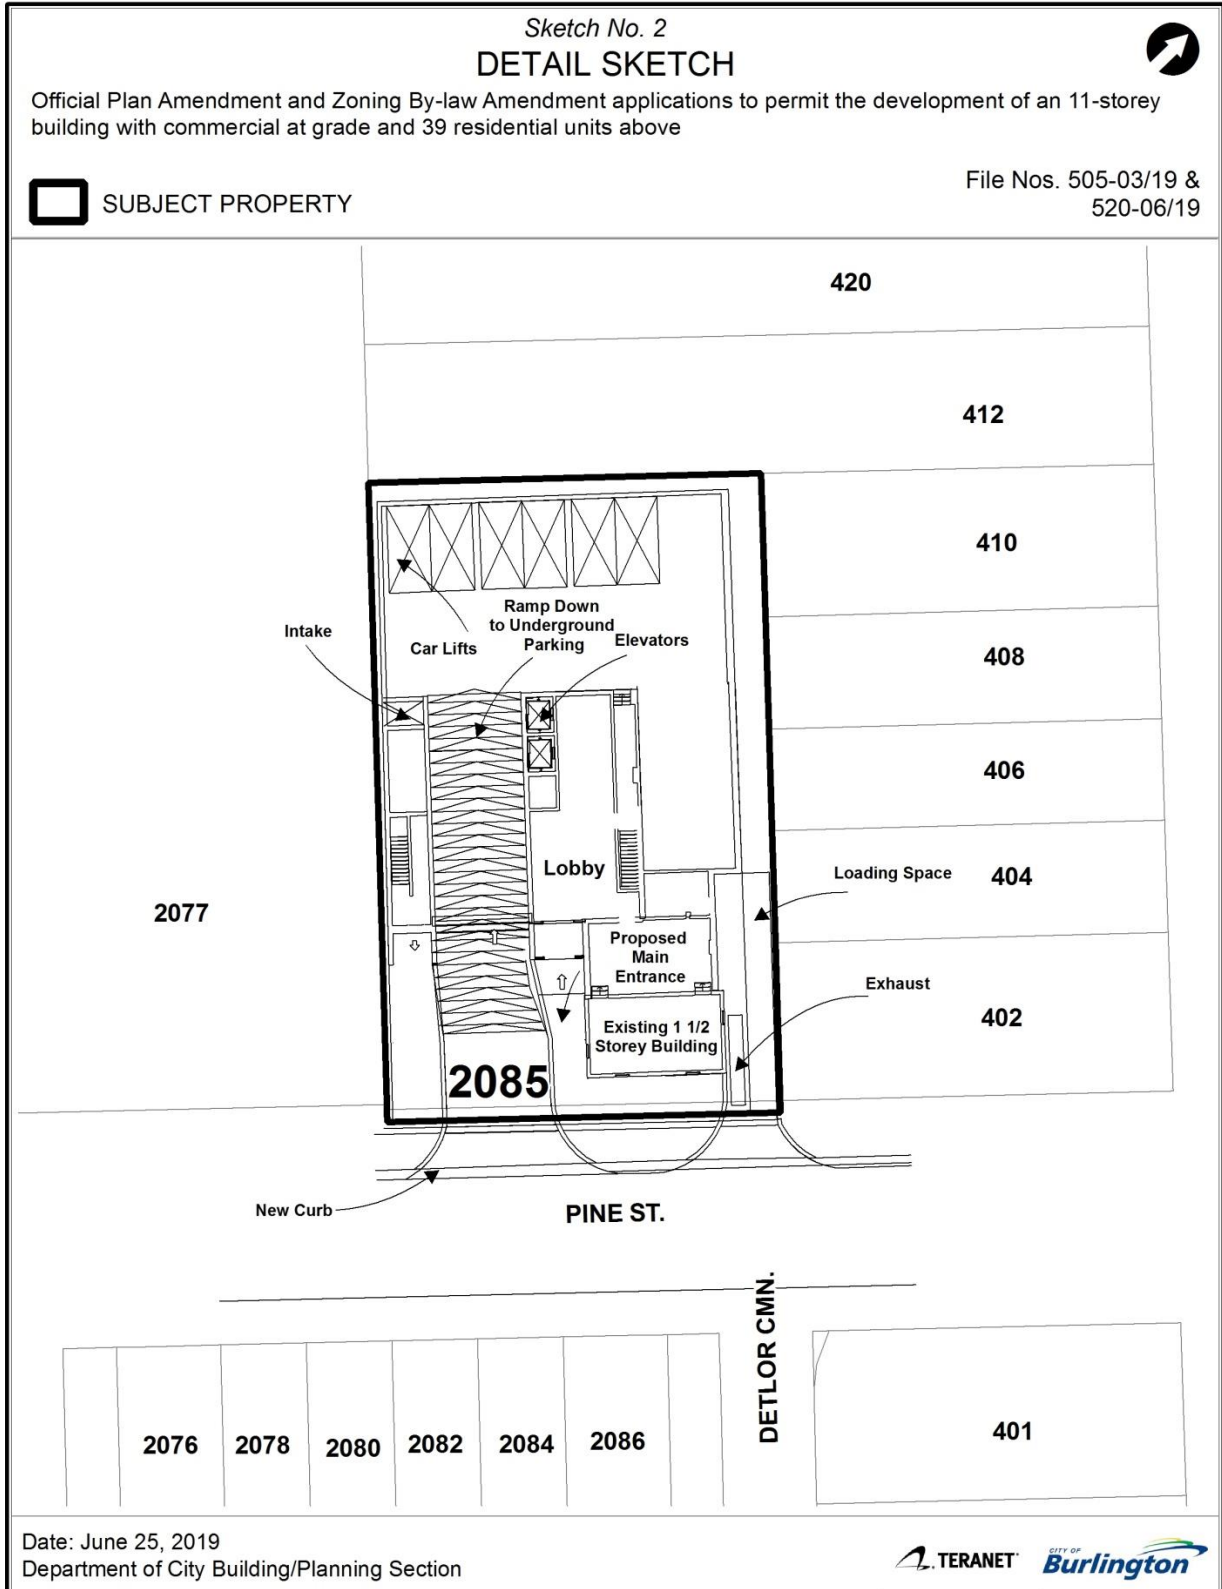 Sketch No. 2
DETAIL SKETCH
Official Plan Amendment and Zoning By-law Amendment applications to permit the development of an 11-storey
building with commercial at grade and 39 residential units above
SUBJECT PROPERTY
File Nos. 505-03/19 &
520-06/19
420
412
410
408
406
404
402
2077
Intake
Car Lifts
Ramp Down
to Underground
Parking
Elevators
Lobby
Loading Space
Proposed
Main
Entrance
Exhaust
Existing 1 1/2
Storey Building
2085
New Curb
PINE ST.
DETLOR CMN.
2076
2078
2080
2082
2084
2086
401
Date: June 25, 2019
Department of City Building/Planning Section
TERANET
CITY OF
Burlington